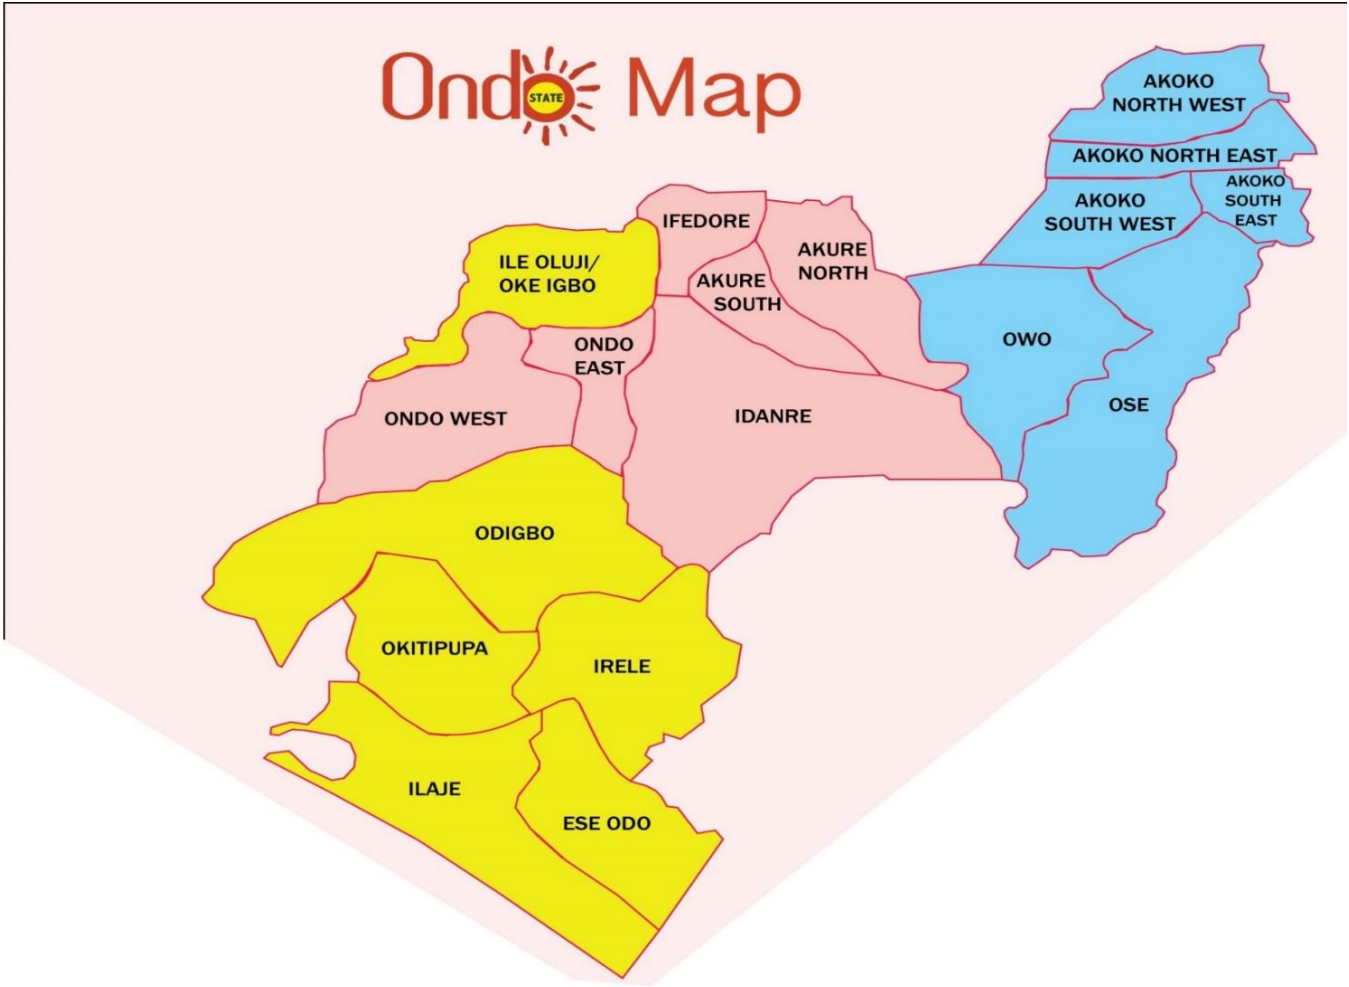 Ondo Map
STATE
AKOKO
NORTH WEST
AKOKO NORTH EAST
AKOKO
SOUTH
EAST
AKOKO
SOUTH WEST
IFEDORE
AKURE
NORTH
ILE OLUJI/
OKE IGBO
AKURE
SOUTH
OWO
ONDO
EAST
OSE
ONDO WEST
IDANRE
ODIGBO
OKITIPUPA
IRELE
ILAJE
ESE ODO